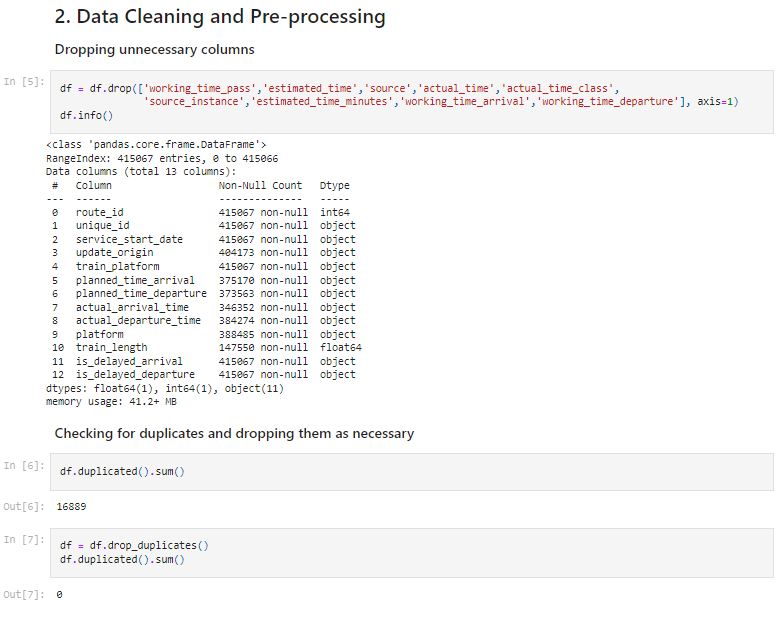 2. Data Cleaning and Pre-processing
Dropping unnecessary columns
In [5]:
df = df.drop(['working_time_pass','estimated_time','source','actual_time','actual_time_class',
'source_instance','estimated_time_minutes','working_time_arrival','working_time_departure'], axis=1)
df.info()
<class 'pandas.core.frame.DataFrame'>
RangeIndex: 415067 entries, 0 to 415066
Data columns (total 13 columns):
# Column Non-Null Count Dtype
--- ------ -------------- -----
0 route_id 415067 non-null int64
1 unique_id 415067 non-null object
2 service_start_date 415067 non-null object
3 update_origin 404173 non-null object
4 train_platform 415067 non-null object
5 planned_time_arrival 375170 non-null object
6 planned_time_departure 373563 non-null object
7 actual_arrival_time 346352 non-null object
8 actual_departure_time 384274 non-null object
9 platform 388485 non-null object
10 train_length 147550 non-null float64
11 is_delayed_arrival 415067 non-null object
12 is_delayed_departure 415067 non-null object
dtypes: float64(1), int64(1), object(11)
memory usage: 41.2+ MB
Checking for duplicates and dropping them as necessary
In [6]:
df.duplicated().sum()
Out[6]: 16889
In [7]:
df = df.drop_duplicates()
df.duplicated().sum()
Out[7]: 0